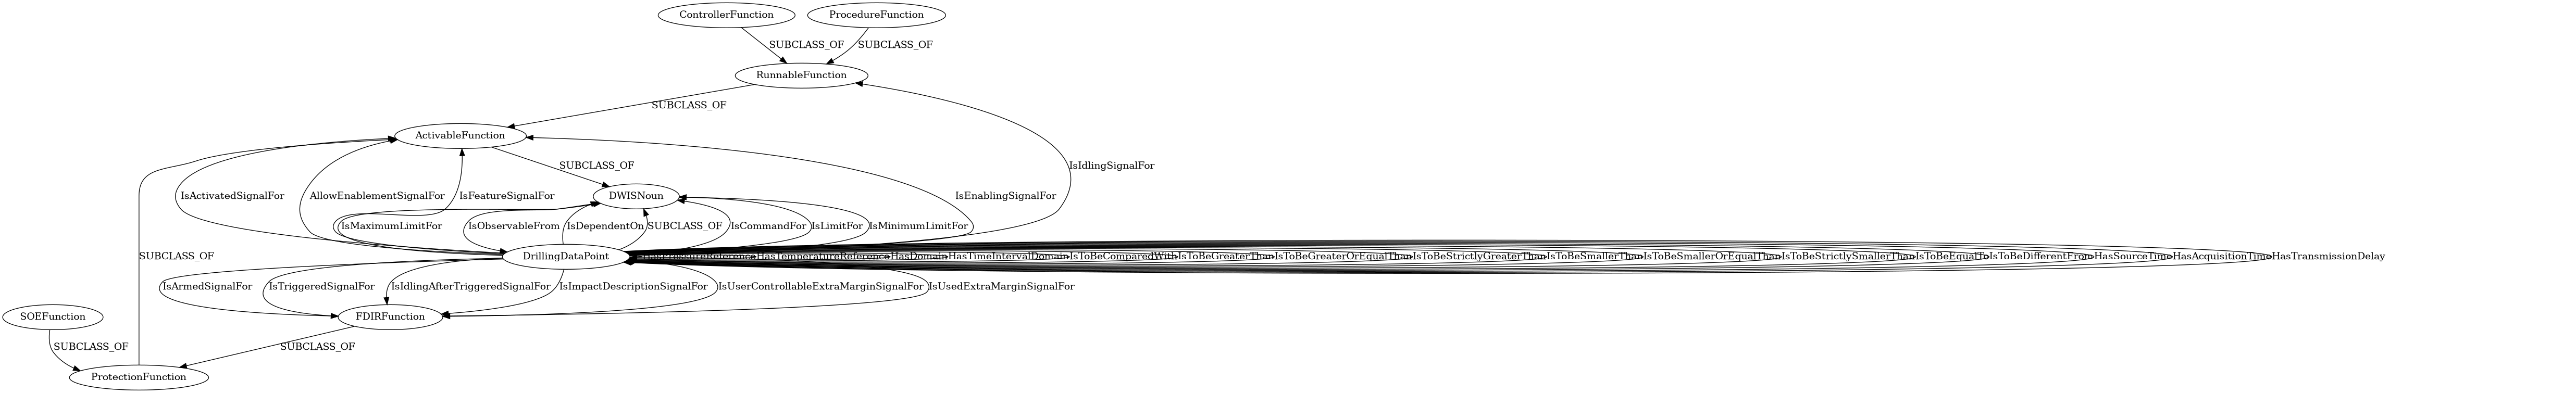 ControllerFunction
ProcedureFunction
SUBCLASS_OF
SUBCLASS_OF
RunnableFunction
SUBCLASS_OF
ActivableFunction
SUBCLASS_OF
IsIdlingSignalFor
IsActivatedSignalFor
AllowEnablementSignalFor
IsFeatureSignalFor
DWISNoun
IsEnablingSignalFor
IsMaximumLimitFor
IsObservableFrom
IsDependentOn
SUBCLASS_OF
IsCommandFor
IsLimitFor
IsMinimumLimitFor
SUBCLASS_OF
DrillingDataPoint
HasPressureReference
HasTemperatureReference
HasDomain
HasTimeIntervalDomain
IsToBeComparedWith
IsToBeGreaterThan
IsToBeGreaterOrEqualThan
IsToBeStrictlyGreaterThan
IsToBeSmallerThan
IsToBeSmallerOrEqualThan
IsToBeStrictlySmallerThan
IsToBeEqualTo
IsToBeDifferentFrom
HasSourceTime
HasAcquisitionTime
HasTransmissionDelay
IsArmedSignalFor
IsTriggeredSignalFor
IsIdlingAfterTriggeredSignalFor
IsImpactDescriptionSignalFor
IsUserControllableExtraMarginSignalFor
IsUsedExtraMarginSignalFor
SOEFunction
FDIRFunction
SUBCLASS_OF
SUBCLASS_OF
ProtectionFunction